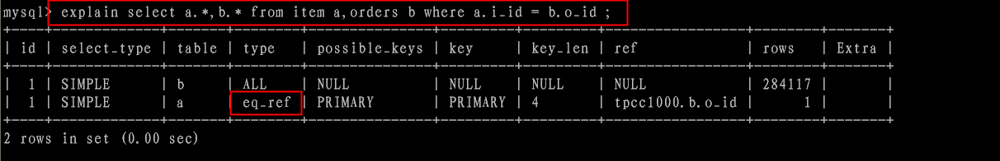 mysql> explain select a.*,b.* from item a,orders b where a.i_id = b.o_id ;
+----+-------------+-------+--------+---------------+---------+---------+-------------------+--------+-------+
| id | select_type | table | type | possible_keys | key | key_len | ref | rows | Extra |
+----+-------------+-------+--------+---------------+---------+---------+-------------------+--------+-------+
| 1 | SIMPLE | b | ALL | NULL | NULL | NULL | NULL | 284117 | |
| 1 | SIMPLE | a | eq_ref | PRIMARY | PRIMARY | 4 | tpcc1000.b.o_id | 1 | |
+----+-------------+-------+--------+---------------+---------+---------+-------------------+--------+-------+
2 rows in set (0.00 sec)